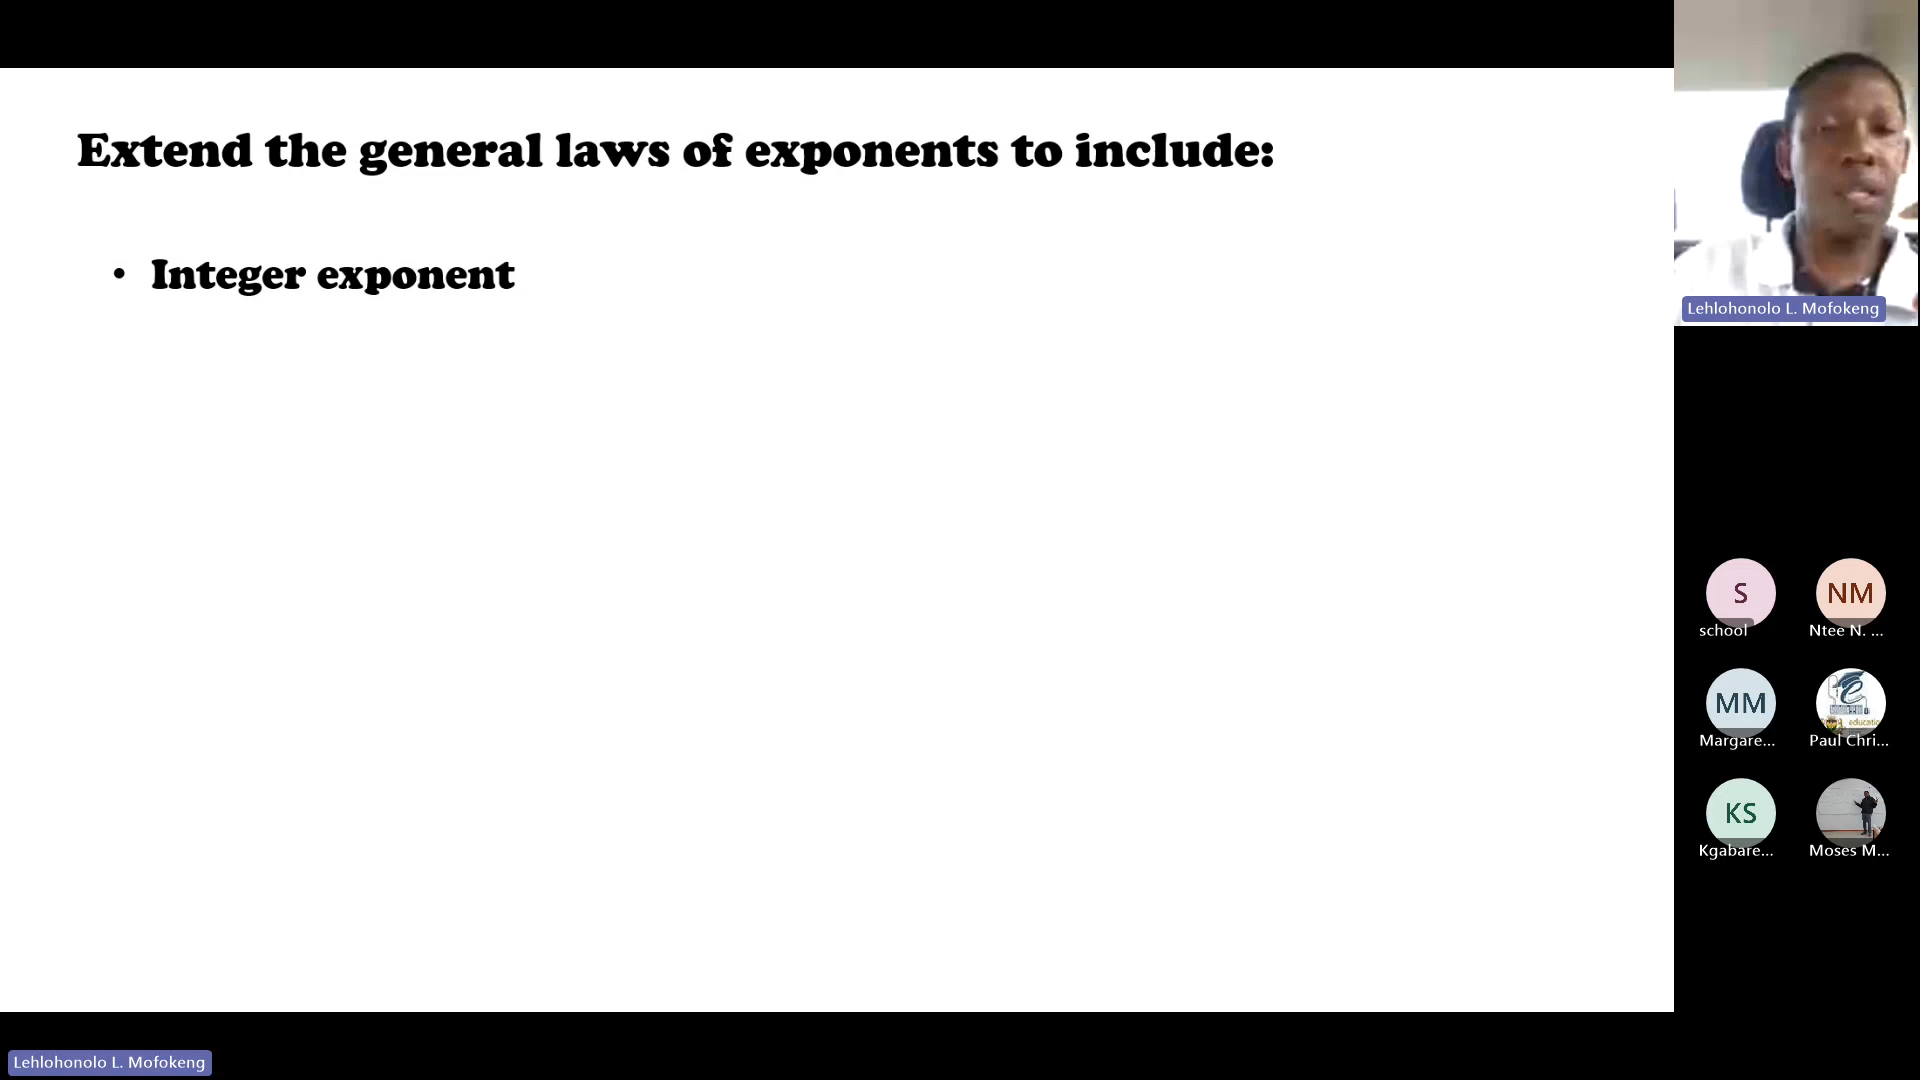 Extend the general laws of exponents to include:
• Integer exponent
Lehlohonolo L. Mofokeng
S
school
NM
Ntee N. ...
MM
Margare...
education
Paul Chri...
KS
Kgabare...
Moses M...
Lehlohonolo L. Mofokeng